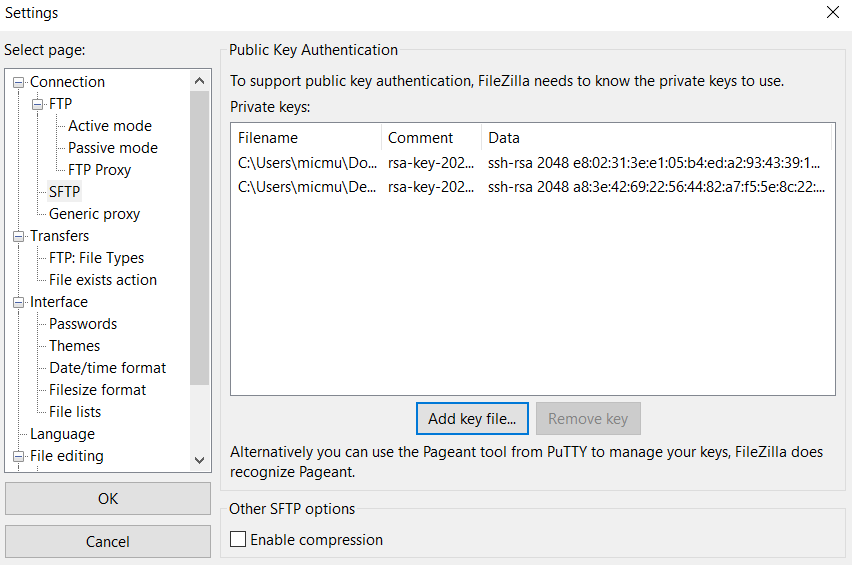 Settings
Select page:
Connection
FTP
Active mode
Passive mode
FTP Proxy
SFTP
Generic proxy
Transfers
FTP: File Types
File exists action
Interface
Passwords
Themes
Date/time format
Filesize format
File lists
Language
File editing
OK
Cancel
Public Key Authentication
To support public key authentication, FileZilla needs to know the private keys to use.
Private keys:
Filename Comment Data
C:\Users\micmu\Do... rsa-key-202... ssh-rsa 2048 e8:02:31:3e:e1:05:b4:ed:a2:93:43:39:1...
C:\Users\micmu\De... rsa-key-202... ssh-rsa 2048 a8:3e:42:69:22:56:44:82:a7:f5:5e:8c:22:...
Add key file...
Remove key
Alternatively you can use the Pageant tool from PuTTY to manage your keys, FileZilla does
recognize Pageant.
Other SFTP options
Enable compression